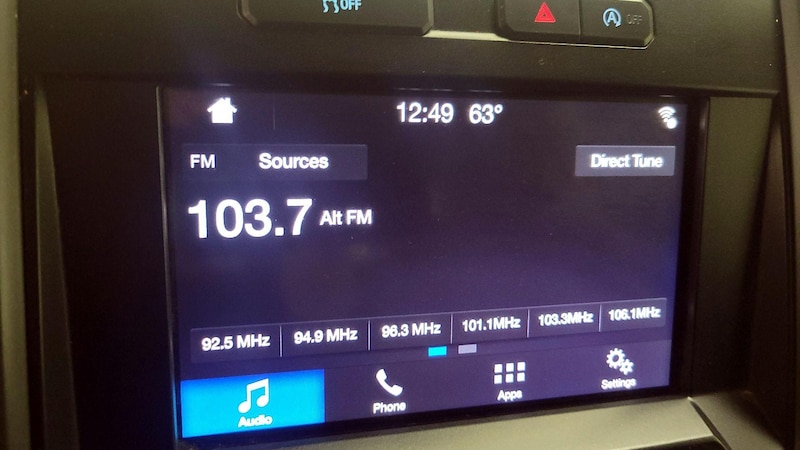 OFF
A OFF
12:49 63°
FM Sources Direct Tune
103.7 Alt FM
92.5 MHz 94.9 MHz 96.3 MHz 101.1MHz 103.3MHz 106.1MHz
Audio Phone Apps Settings